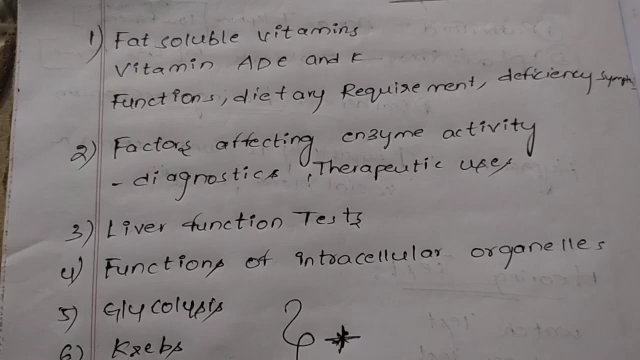 1) Fat soluble vitamins
Vitamin ADE and K
Functions, dietary Requirement, deficiency symptoms
2) Factors affecting enzyme activity
- diagnostics, Therapeutic uses
3) Liver function Tests
4) Functions of intracellular organelles
5) Glycolysis
6) Krebs